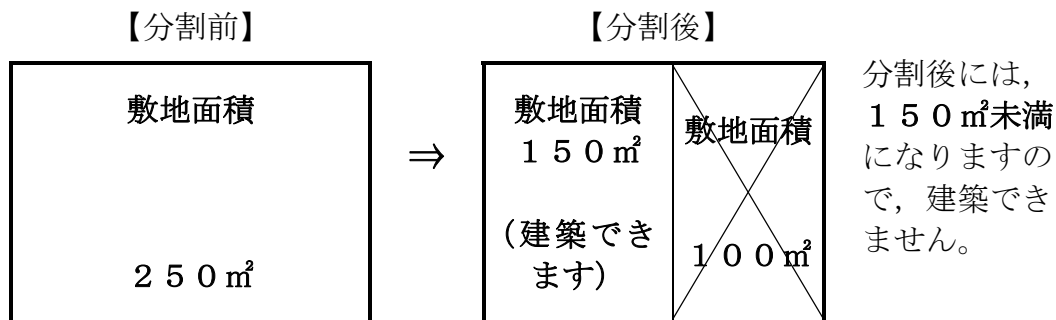 【分割前】
敷地面積
２５０㎡
⇒
【分割後】
敷地面積
１５０㎡
（建築でき
ます）
敷地面積
１００㎡
分割後には，
１５０㎡未満
になりますの
で，建築でき
ません。